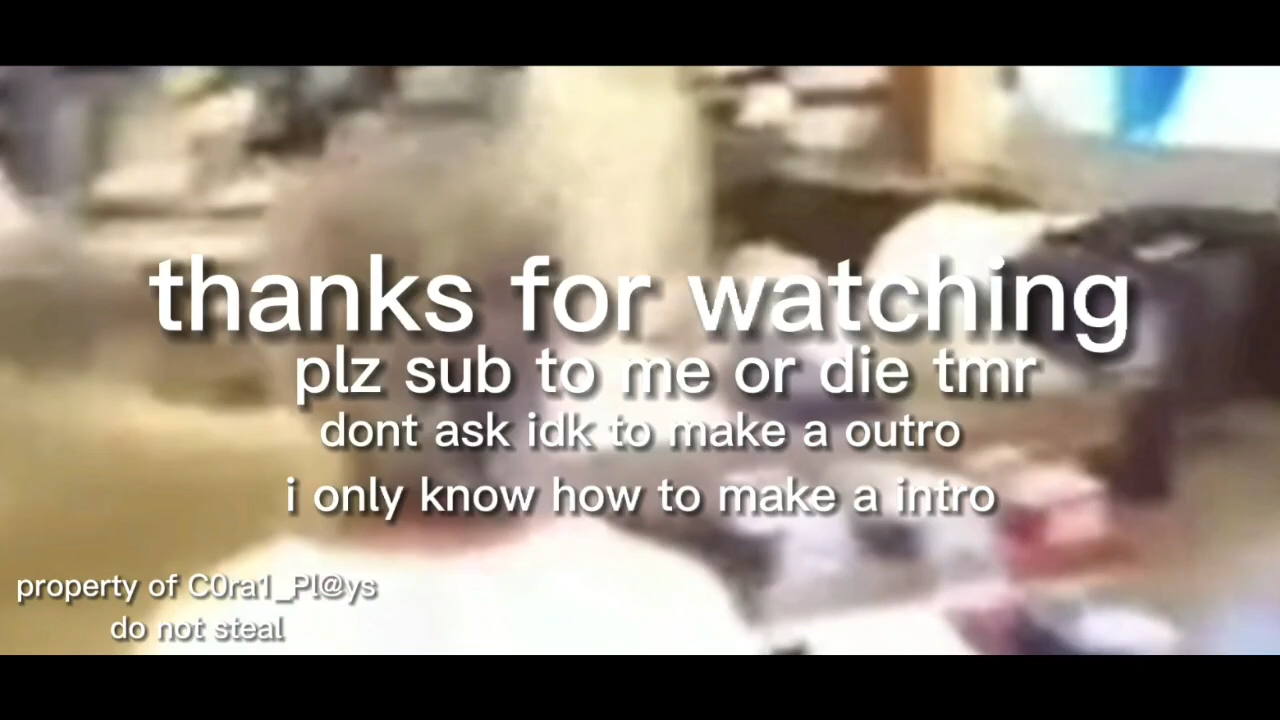 thanks for watching
plz sub to me or die tmr
dont ask idk to make a outro
i only know how to make a intro
property of C0ra1_Pl@ys
do not steal